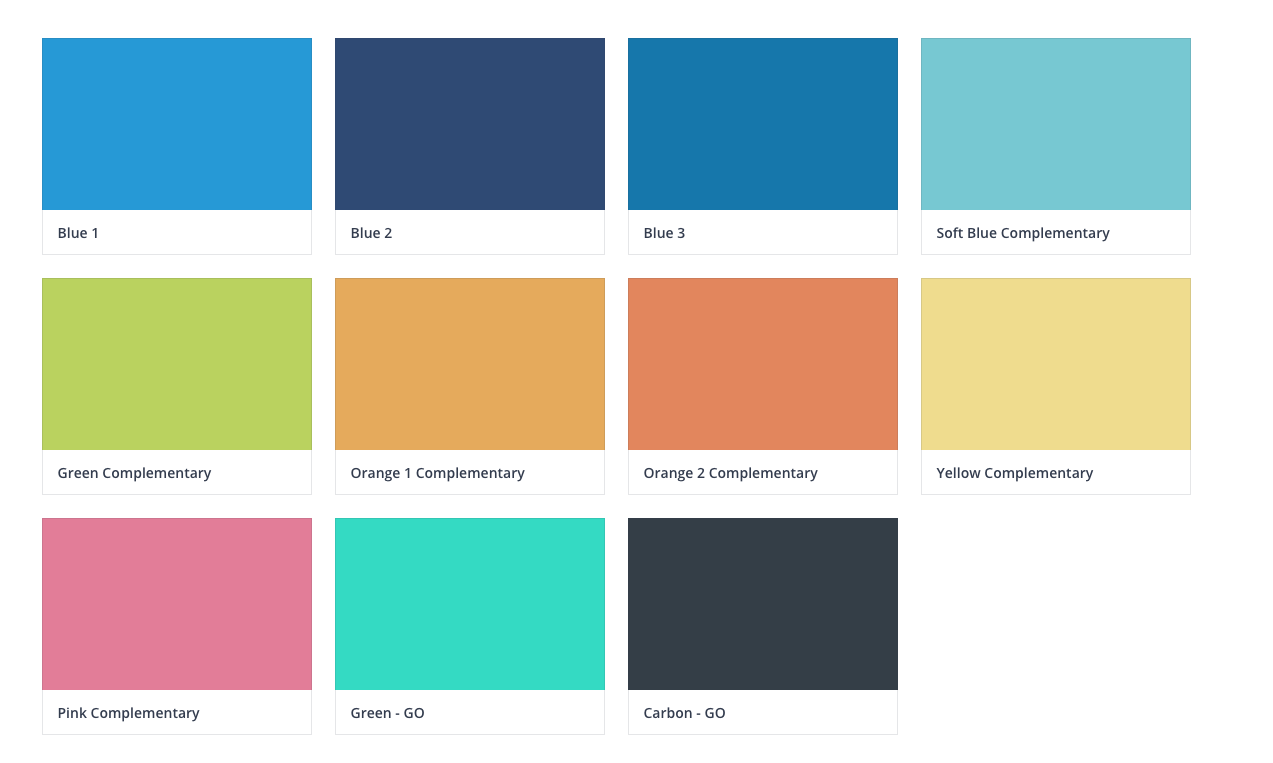 Blue 1
Blue 2
Blue 3
Soft Blue Complementary
Green Complementary
Orange 1 Complementary
Orange 2 Complementary
Yellow Complementary
Pink Complementary
Green - GO
Carbon - GO